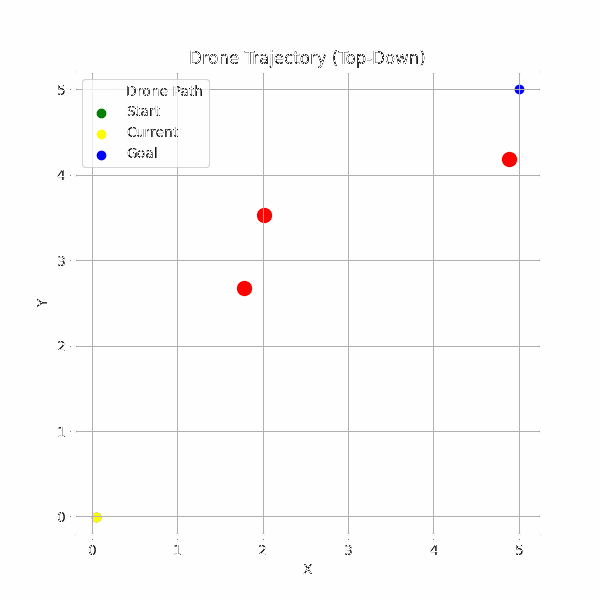 Drone Trajectory (Top-Down)
Drone Path
Start
Current
Goal
5
4
3
2
1
0
Y
0 1 2 3 4 5
X